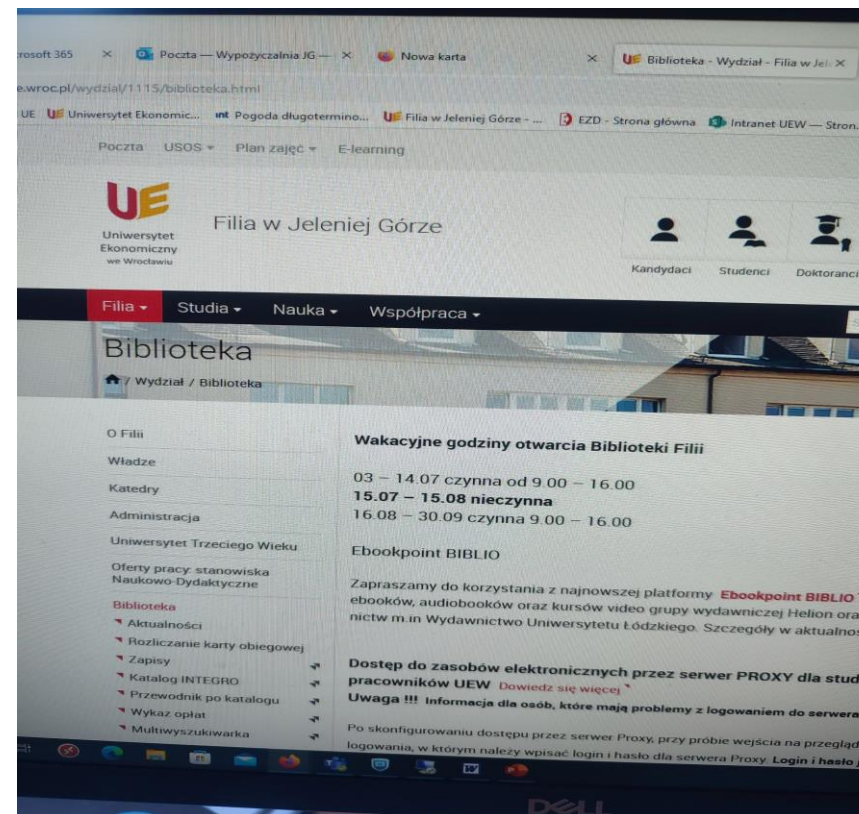 rosoft 365
Poczta — Wypożyczalnia JG —
Nowa karta
UE Biblioteka - Wydział - Filia w Jel
e.wroc.pl/wydzial/1115/biblioteka.html
UE
UE Uniwersytet Ekonomic...
int Pogoda długotermino...
UE Filia w Jeleniej Górze - ...
EZD - Strona główna
Intranet UEW — Stron.
Poczta USOS Plan zajęć E-learning
UE
Uniwersytet
Ekonomiczny
we Wrocławiu
Filia w Jeleniej Górze
Kandydaci Studenci Doktoranci
Filia Studia Nauka Współpraca
Biblioteka
/ Wydział / Biblioteka
O Filii
Władze
Katedry
Administracja
Uniwersytet Trzeciego Wieku
Oferty pracy: stanowiska
Naukowo-Dydaktyczne
Biblioteka
Aktualności
Rozliczanie karty obiegowej
Zapisy
Katalog INTEGRO
Przewodnik po katalogu
Wykaz opłat
Multiwyszukiwarka
Wakacyjne godziny otwarcia Biblioteki Filii
03 – 14.07 czynna od 9.00 – 16.00
15.07 – 15.08 nieczynna
16.08 – 30.09 czynna 9.00 – 16.00
Ebookpoint BIBLIO
Zapraszamy do korzystania z najnowszej platformy Ebookpoint BIBLIO
ebooków, audiobooków oraz kursów video grupy wydawniczej Helion ora
nictw m.in Wydawnictwo Uniwersytetu Łódzkiego. Szczegóły w aktualnoś
Dostęp do zasobów elektronicznych przez serwer PROXY dla stud
pracowników UEW Dowiedz się więcej
Uwaga !!! Informacja dla osób, które mają problemy z logowaniem do serwera
Po skonfigurowaniu dostępu przez serwer Proxy, przy próbie wejścia na przegląd
logowania, w którym należy wpisać login i hasło dla serwera Proxy. Login i hasło j
DELL